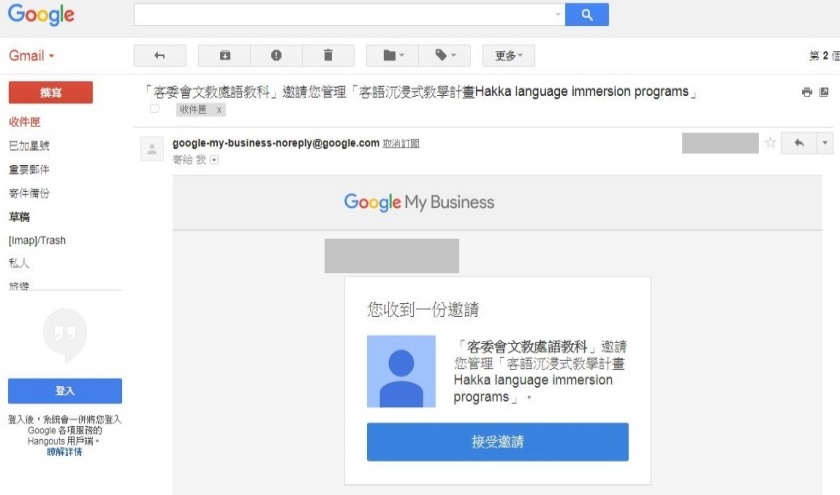 Google
Gmail
更多
第 2 個
撰寫
「客委會文教處語教科」邀請您管理「客語沉浸式教學計畫Hakka language immersion programs」
收件匣 x
收件匣
已加星號
重要郵件
寄件備份
草稿
[Imap]/Trash
私人
旅遊
google-my-business-noreply@google.com 取消訂閱
寄給 我
Google My Business
您收到一份邀請
「客委會文教處語教科」邀請
您管理「客語沉浸式教學計畫
Hakka language immersion
programs」。
接受邀請
登入
登入後，系統會一併將您登入
Google 各項服務的
Hangouts 用戶端。
瞭解詳情